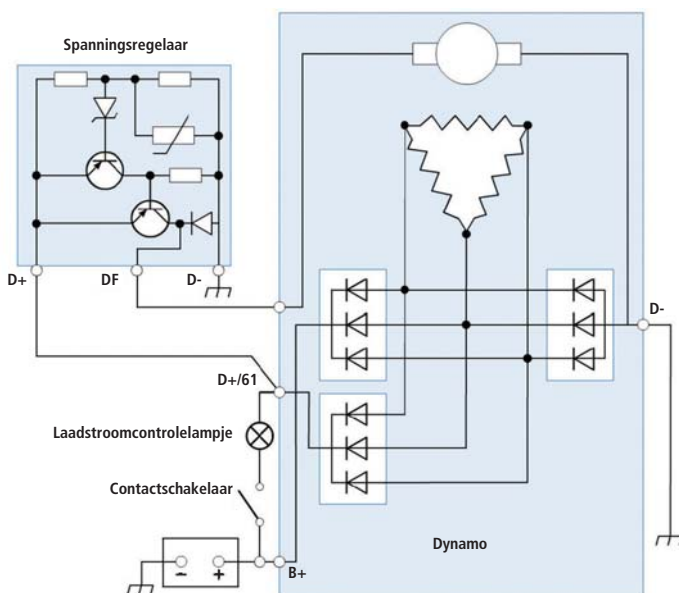 Spanningsregelaar
D+
DF
D-
D-
D+/61
Laadstroomcontrolelampje
Contactschakelaar
Dynamo
- +
B+